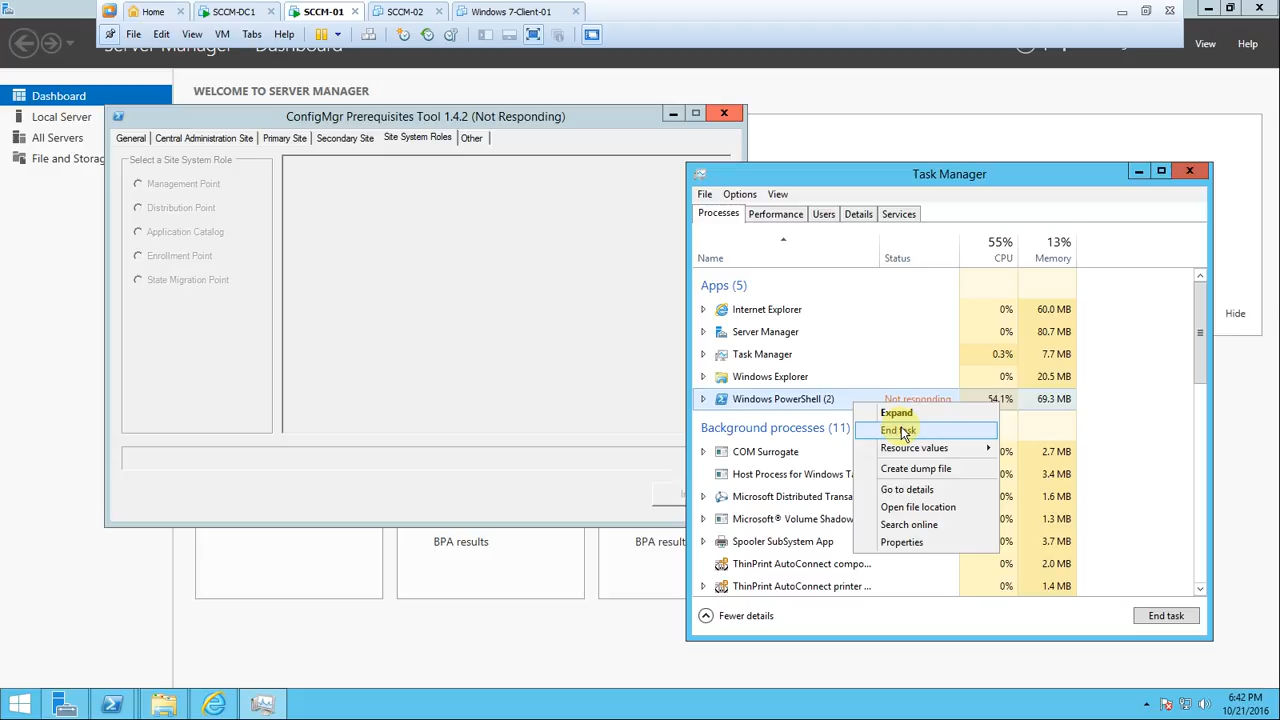 Home
SCCM-DC1
SCCM-01
SCCM-02
Windows 7-Client-01
File Edit View VM Tabs Help
Server Manager Dashboard
View Help
Dashboard
Local Server
All Servers
File and Storag
WELCOME TO SERVER MANAGER
Hide
ConfigMgr Prerequisites Tool 1.4.2 (Not Responding)
General Central Administration Site Primary Site Secondary Site Site System Roles Other
Select a Site System Role
Management Point
Distribution Point
Application Catalog
Enrollment Point
State Migration Point
BPA results
BPA results
Task Manager
File Options View
Processes Performance Users Details Services
55% 13%
Name Status CPU Memory
Apps (5)
Internet Explorer 0% 60.0 MB
Server Manager 0% 80.7 MB
Task Manager 0.3% 7.7 MB
Windows Explorer 0% 20.5 MB
Windows PowerShell (2) Not responding 54.1% 69.3 MB
Background processes (11)
COM Surrogate 2.7 MB
Host Process for Windows Ta 3.4 MB
Microsoft Distributed Transa 1.6 MB
Microsoft® Volume Shadow 1.3 MB
Spooler SubSystem App 3.7 MB
ThinPrint AutoConnect compo... 2.0 MB
ThinPrint AutoConnect printer ... 1.4 MB
Expand
End task
Resource values
Create dump file
Go to details
Open file location
Search online
Properties
Fewer details
End task
6:42 PM
10/21/2016